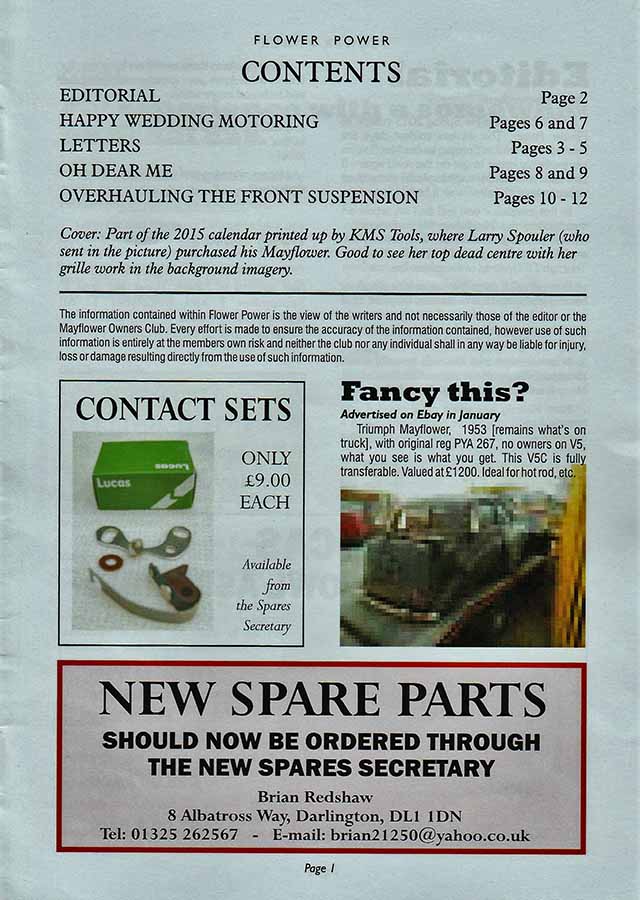 FLOWER POWER
CONTENTS
EDITORIAL Page 2
HAPPY WEDDING MOTORING Pages 6 and 7
LETTERS Pages 3 - 5
OH DEAR ME Pages 8 and 9
OVERHAULING THE FRONT SUSPENSION Pages 10 - 12
Cover: Part of the 2015 calendar printed up by KMS Tools, where Larry Spouler (who
sent in the picture) purchased his Mayflower. Good to see her top dead centre with her
grille work in the background imagery.
The information contained within Flower Power is the view of the writers and not necessarily those of the editor or the
Mayflower Owners Club. Every effort is made to ensure the accuracy of the information contained, however use of such
information is entirely at the members own risk and neither the club nor any individual shall in any way be liable for injury,
loss or damage resulting directly from the use of such information.
CONTACT SETS
Lucas
Lucas
ONLY
£9.00
EACH
Available
from
the Spares
Secretary
Fancy this?
Advertised on Ebay in January
Triumph Mayflower, 1953 [remains what's on
truck], with original reg PYA 267, no owners on V5,
what you see is what you get. This V5C is fully
transferable. Valued at £1200. Ideal for hot rod, etc.
NEW SPARE PARTS
SHOULD NOW BE ORDERED THROUGH
THE NEW SPARES SECRETARY
Brian Redshaw
8 Albatross Way, Darlington, DL1 1DN
Tel: 01325 262567 - E-mail: brian21250@yahoo.co.uk
Page 1